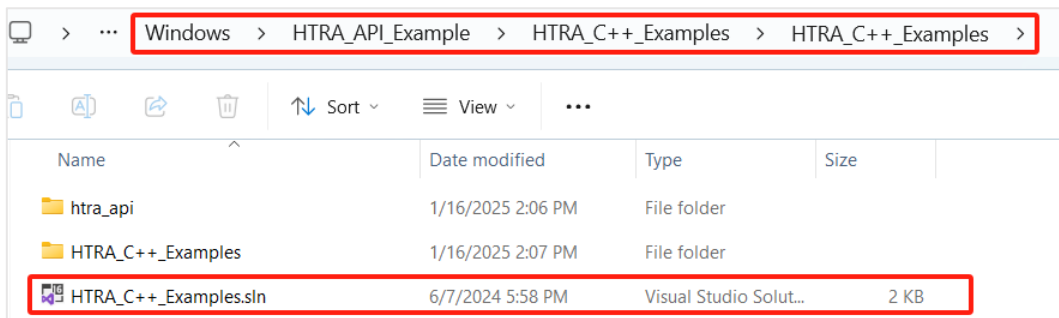 > ... Windows > HTRA_API_Example > HTRA_C++_Examples > HTRA_C++_Examples >
Sort View ...
Name Date modified Type Size
htra_api 1/16/2025 2:06 PM File folder
HTRA_C++_Examples 1/16/2025 2:07 PM File folder
HTRA_C++_Examples.sln 6/7/2024 5:58 PM Visual Studio Solut... 2 KB